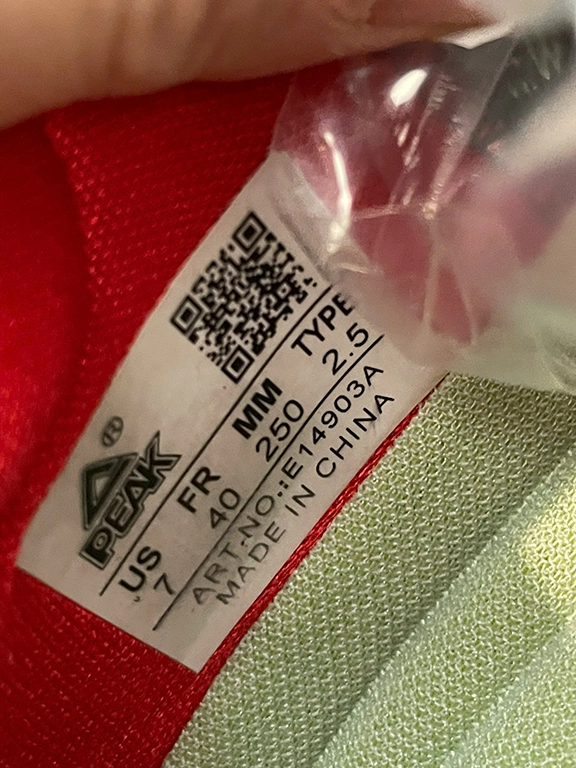 PEAK®
US FR MM TYPE
7 40 250 2.5
ART.NO.:E14903A
MADE IN CHINA